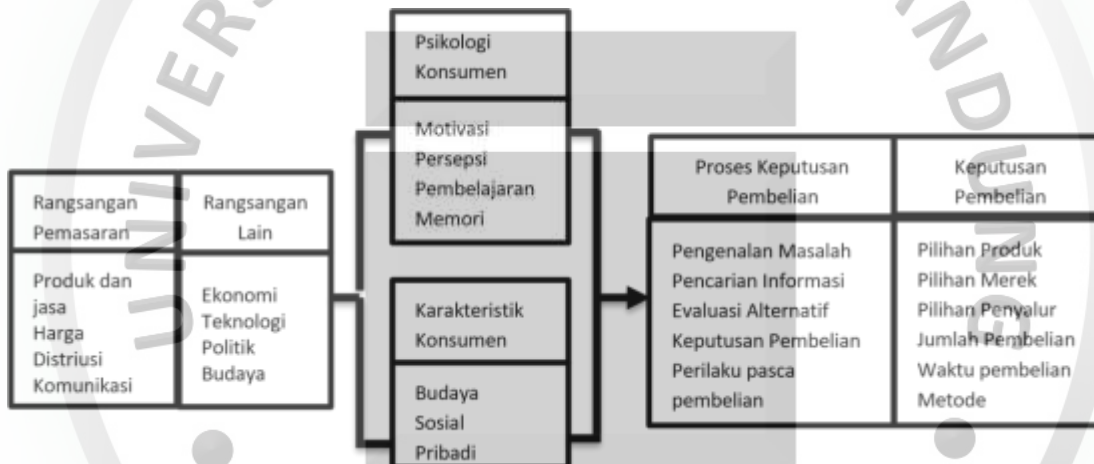 Rangsangan
Pemasaran
Produk dan
jasa
Harga
Distriusi
Komunikasi
Rangsangan
Lain
Ekonomi
Teknologi
Politik
Budaya
Psikologi
Konsumen
Motivasi
Persepsi
Pembelajaran
Memori
Karakteristik
Konsumen
Budaya
Sosial
Pribadi
Proses Keputusan
Pembelian
Pengenalan Masalah
Pencarian Informasi
Evaluasi Alternatif
Keputusan Pembelian
Perilaku pasca
pembelian
Keputusan
Pembelian
Pilihan Produk
Pilihan Merek
Pilihan Penyalur
Jumlah Pembelian
Waktu pembelian
Metode
UNIVERS
ANDUNG